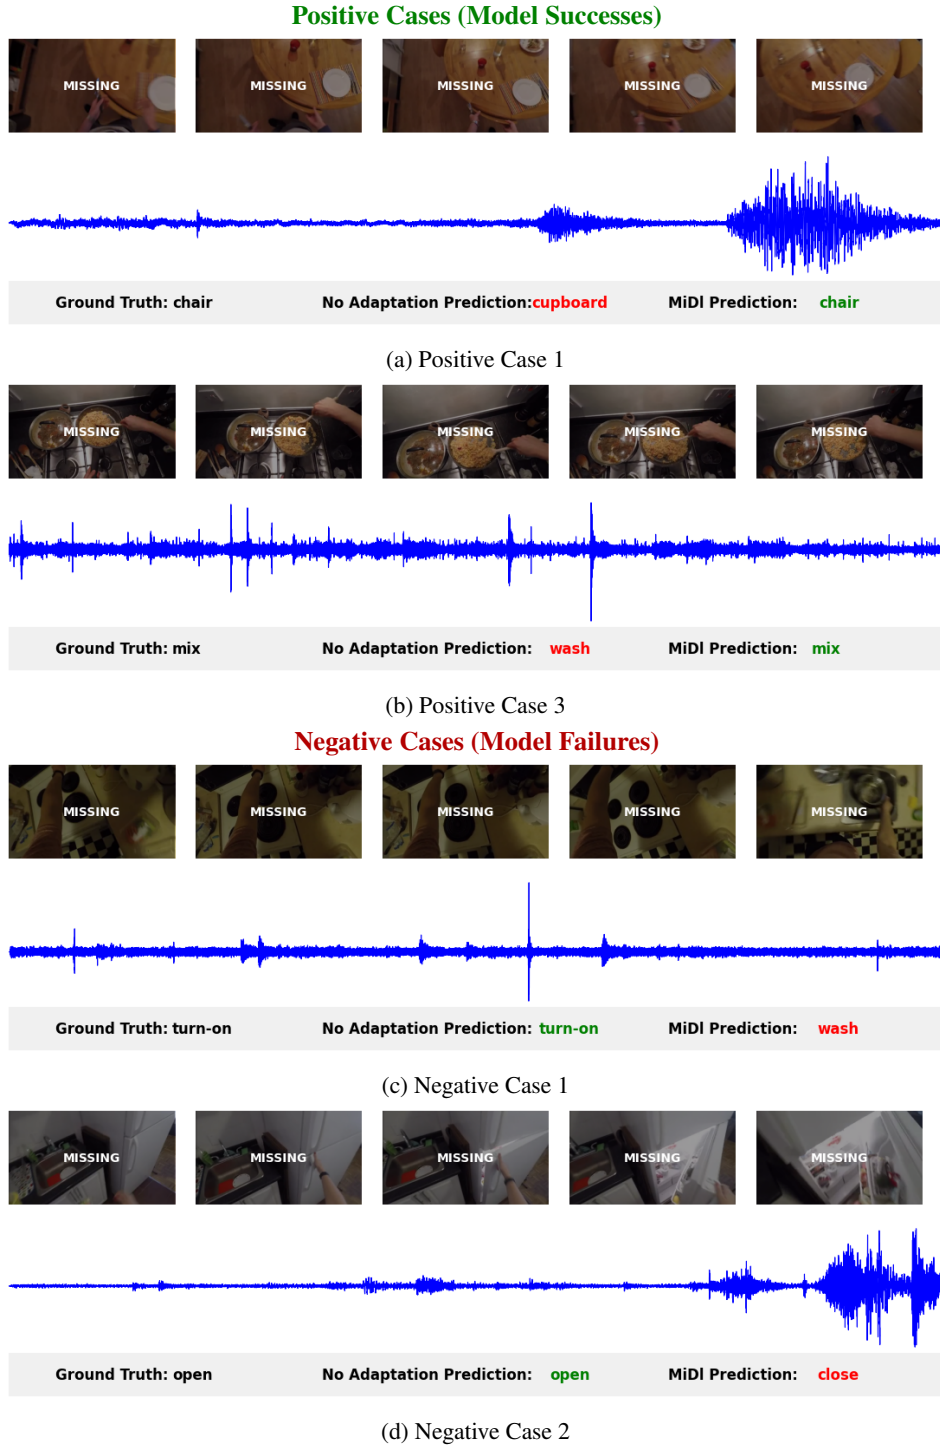 Positive Cases (Model Successes)
MISSING MISSING MISSING MISSING MISSING
Ground Truth: chair No Adaptation Prediction:cupboard MiDl Prediction: chair
(a) Positive Case 1
MISSING MISSING MISSING MISSING MISSING
Ground Truth: mix No Adaptation Prediction: wash MiDl Prediction: mix
(b) Positive Case 3
Negative Cases (Model Failures)
MISSING MISSING MISSING MISSING MISSING
Ground Truth: turn-on No Adaptation Prediction: turn-on MiDl Prediction: wash
(c) Negative Case 1
MISSING MISSING MISSING MISSING MISSING
Ground Truth: open No Adaptation Prediction: open MiDl Prediction: close
(d) Negative Case 2